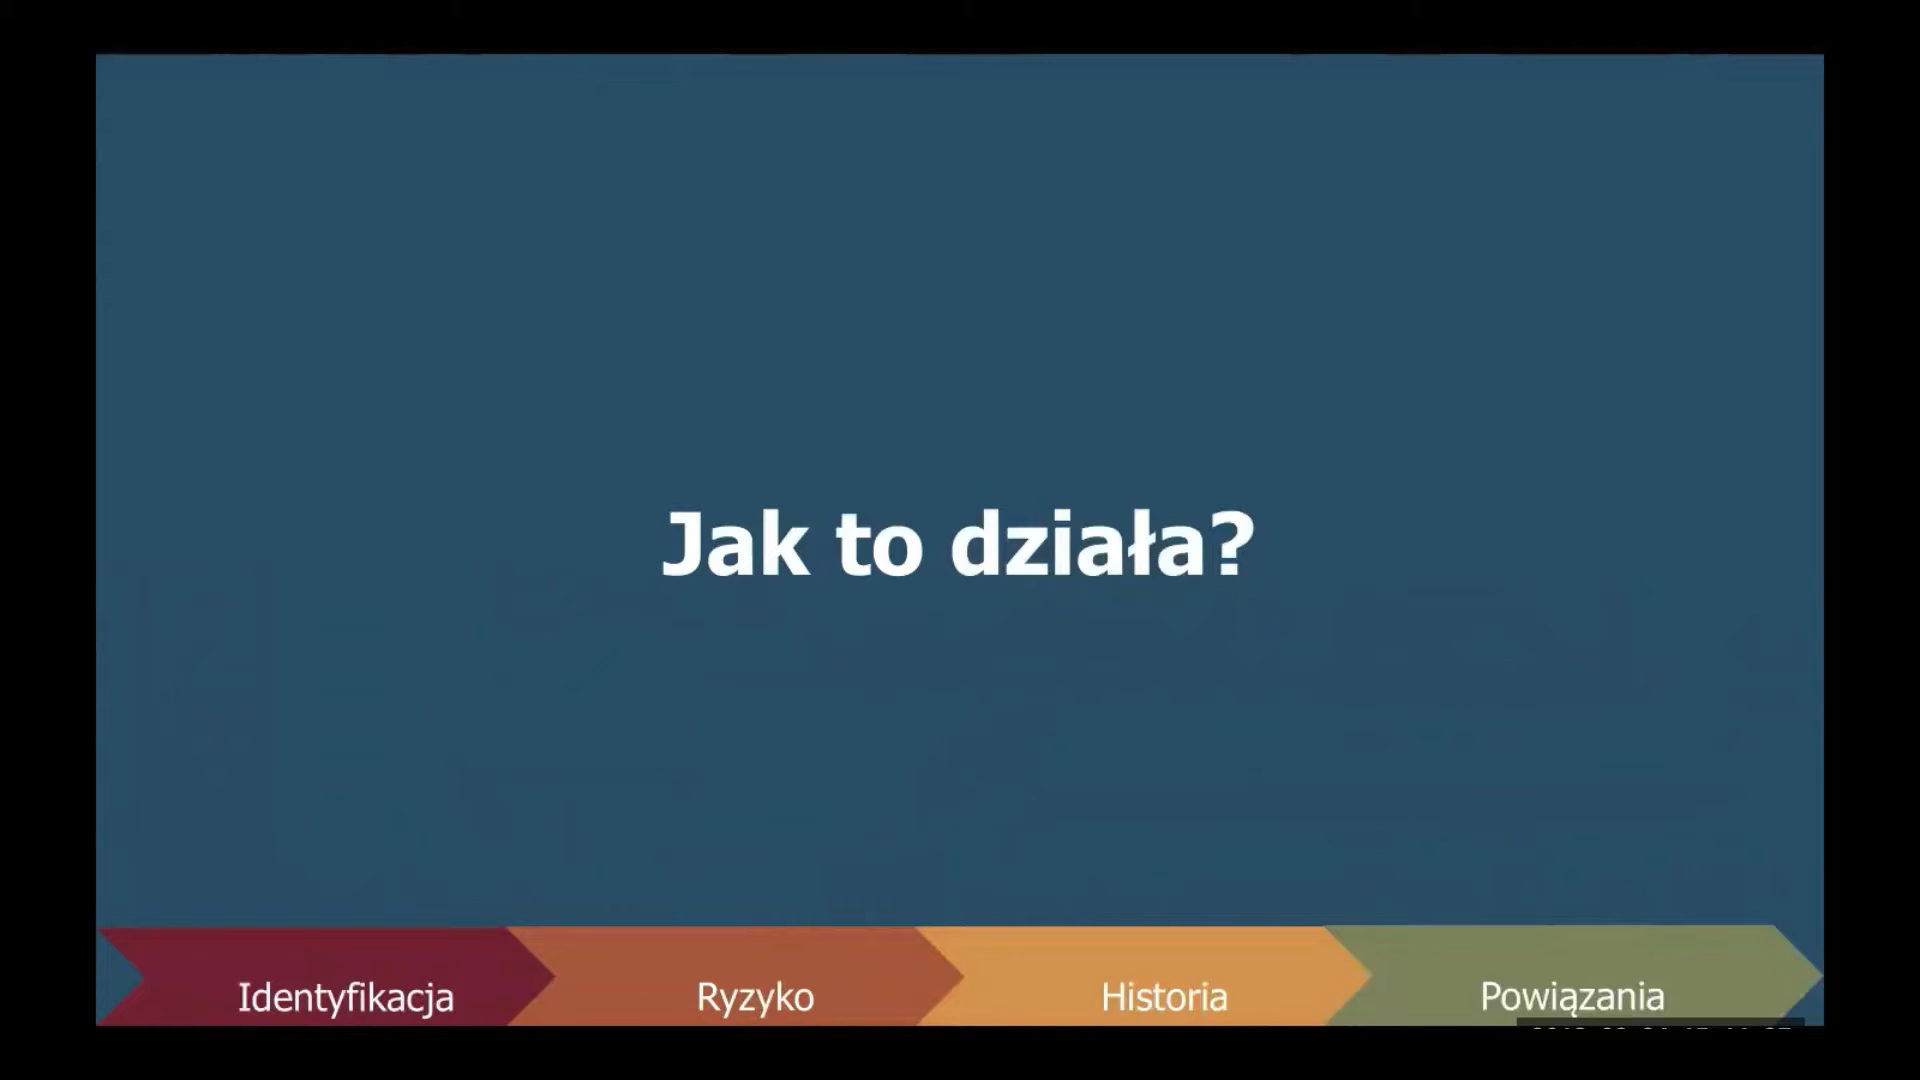 Jak to działa?
Identyfikacja
Ryzyko
Historia
Powiązania